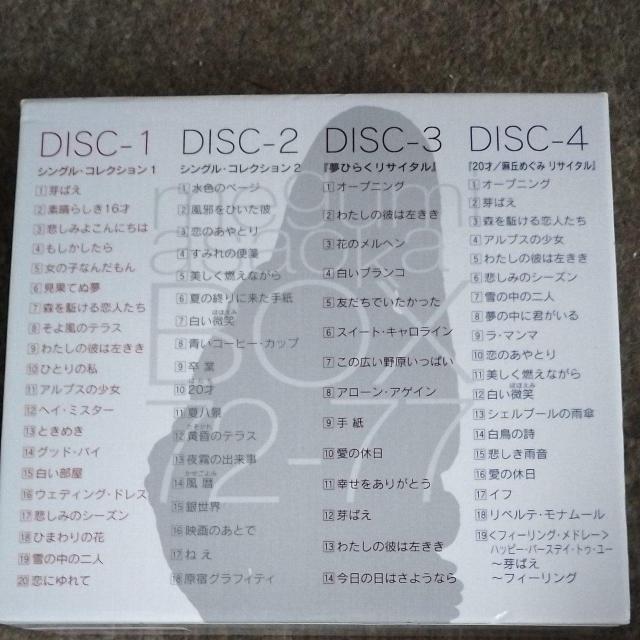 DISC-1
シングル・コレクション 1
1 芽ばえ
2 素晴らしき16才
3 悲しみよこんにちは
4 もしかしたら
5 女の子なんだもん
6 見果てぬ夢
7 森を駈ける恋人たち
8 そよ風のテラス
9 わたしの彼は左きき
10 ひとりの私
11 アルプスの少女
12 ヘイ・ミスター
13 ときめき
14 グッド・バイ
15 白い部屋
16 ウェディング・ドレス
17 悲しみのシーズン
18 ひまわりの花
19 雪の中の二人
20 恋にゆれて
DISC-2
シングル・コレクション 2
1 水色のページ
2 風邪をひいた彼
3 恋のあやとり
4 すみれの便箋
5 美しく燃えながら
6 夏の終りに来た手紙
7 白い微笑
ほほえみ
8 青いコーヒー・カップ
9 卒業
10 20才
はたち
11 夏八景
12 黄昏のテラス
たそがれ
13 夜霧の出来事
14 風暦
かぜごよみ
15 銀世界
16 映画のあとで
17 ねえ
18 原宿グラフィティ
DISC-3
『夢ひらくリサイタル』
1 オープニング
2 わたしの彼は左きき
3 花のメルヘン
4 白いブランコ
5 友だちでいたかった
6 スイート・キャロライン
7 この広い野原いっぱい
8 アローン・アゲイン
9 手紙
10 愛の休日
11 幸せをありがとう
12 芽ばえ
13 わたしの彼は左きき
14 今日の日はさようなら
DISC-4
『20才/麻丘めぐみ リサイタル』
1 オープニング
2 芽ばえ
3 森を駈ける恋人たち
4 アルプスの少女
5 わたしの彼は左きき
6 悲しみのシーズン
7 雪の中の二人
8 夢の中に君がいる
9 ラ・マンマ
10 恋のあやとり
11 美しく燃えながら
12 白い微笑
ほほえみ
13 シェルブールの雨傘
14 白鳥の詩
15 悲しき雨音
16 愛の休日
17 イフ
18 リベルテ・モナムール
19 <フィーリング・メドレー>
ハッピー・バースデイ・トゥ・ユー
～芽ばえ
～フィーリング
megumi
asaoka
BOX
72-77